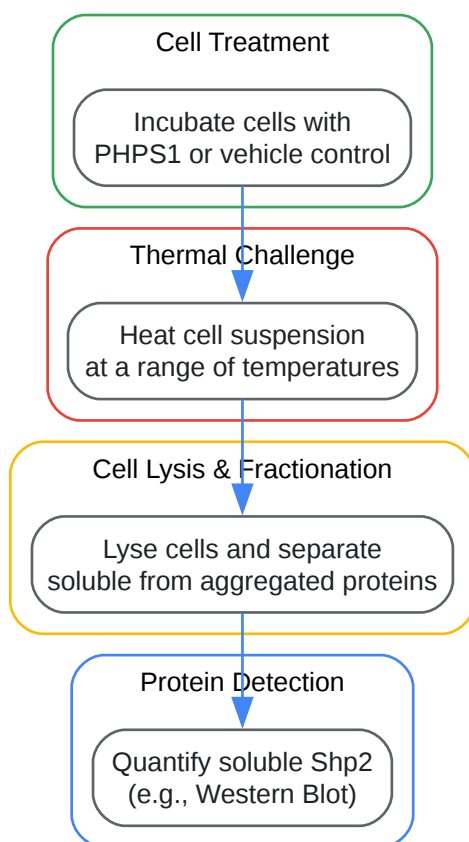 Cell Treatment
Incubate cells with
PHPS1 or vehicle control
Thermal Challenge
Heat cell suspension
at a range of temperatures
Cell Lysis & Fractionation
Lyse cells and separate
soluble from aggregated proteins
Protein Detection
Quantify soluble Shp2
(e.g., Western Blot)